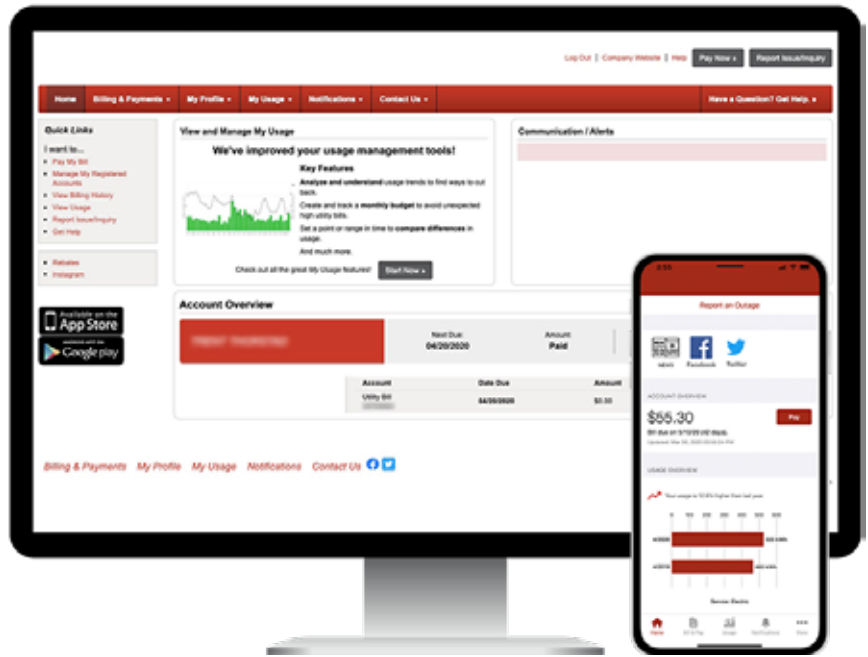 Log Out | Company Website | Help
Pay Now »
Report Issue/Inquiry
Home
Billing & Payments
My Profile
My Usage
Notifications
Contact Us
Have a Question? Get Help. »
Quick Links
I want to...
Pay My Bill
Manage My Registered
Accounts
View Billing History
View Usage
Report Issue/Inquiry
Get Help
Rebates
Instagram
Available on the
App Store
Google play
View and Manage My Usage
We've improved your usage management tools!
Key Features
Analyze and understand usage trends to find ways to cut
back.
Create and track a monthly budget to avoid unexpected
high utility bills.
Set a point or range in time to compare differences in
usage.
And much more.
Check out all the great My Usage features!
Start Now »
Communication / Alerts
Account Overview
Next Due:
04/20/2020
Amount:
Paid
Account
Date Due
Amount
Utility Bill
04/20/2020
$0.00
Billing & Payments
My Profile
My Usage
Notifications
Contact Us
Report an Outage
NEWS
Facebook
Twitter
ACCOUNT OVERVIEW
$55.30
Pay
USAGE OVERVIEW
Service: Electric
Home
Bill & Pay
Usage
Notifications
More